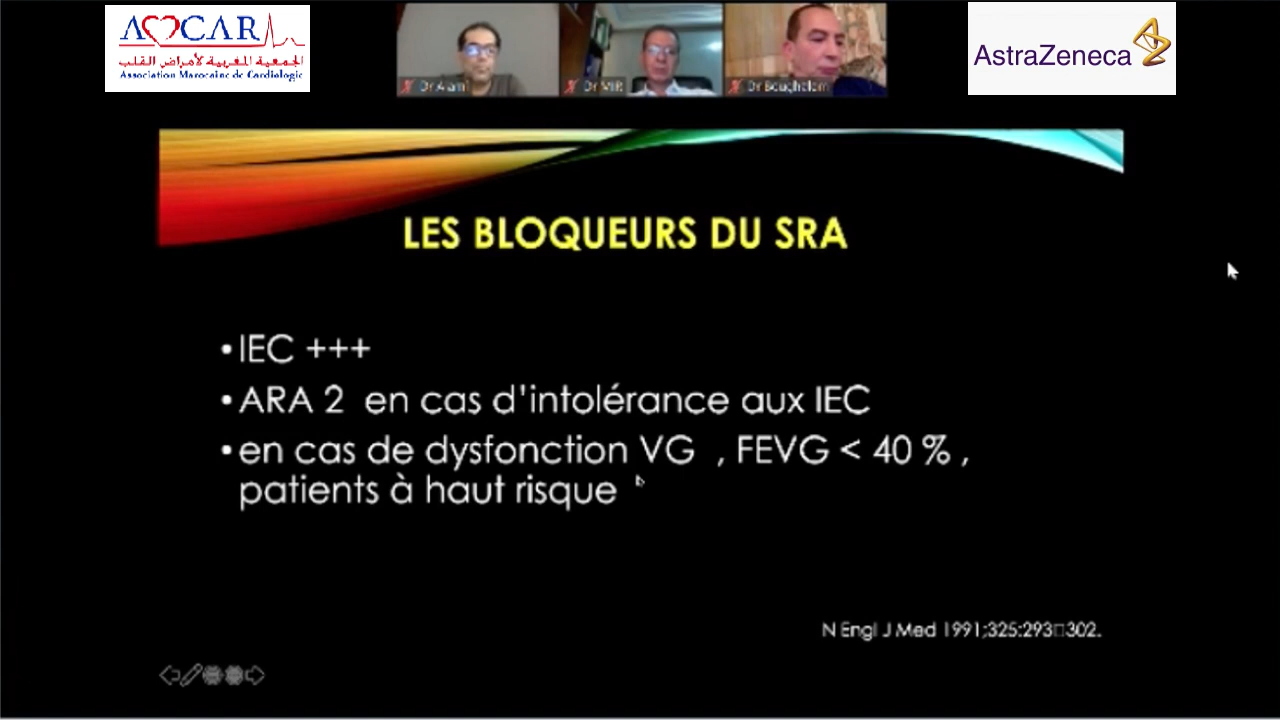 AMCAR
الجمعية المغربية لأمراض القلب
Association Marocaine de Cardiologie
Dr Alami
Dr MIR
Dr Boughalem
AstraZeneca
LES BLOQUEURS DU SRA
• IEC +++
• ARA 2 en cas d'intolérance aux IEC
• en cas de dysfonction VG , FEVG < 40 % ,
patients à haut risque
N Engl J Med 1991;325:293□302.